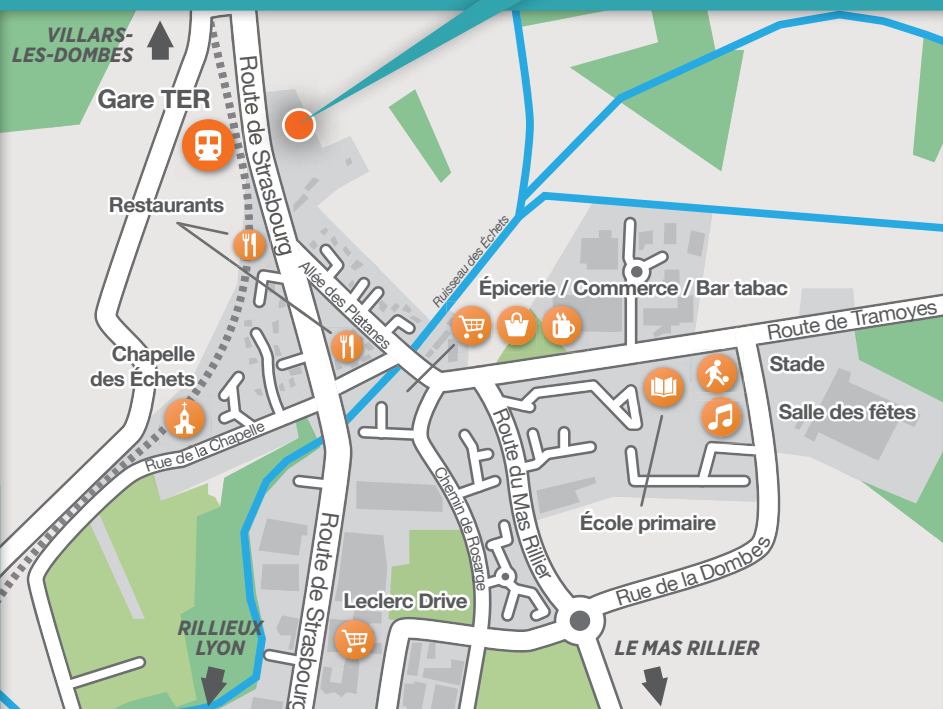 VILLARS-
LES-DOMBES
Gare TER
Route de Strasbourg
Restaurants
Allée des Platanes
Ruisseau des Échets
Épicerie / Commerce / Bar tabac
Route de Tramoyes
Chapelle
des Échets
Stade
Salle des fêtes
Rue de la Chapelle
Route du Mas Rillier
Chemin de Rosarge
École primaire
Route de Strasbourg
Rue de la Dombes
Leclerc Drive
RILLIEUX
LYON
LE MAS RILLIER